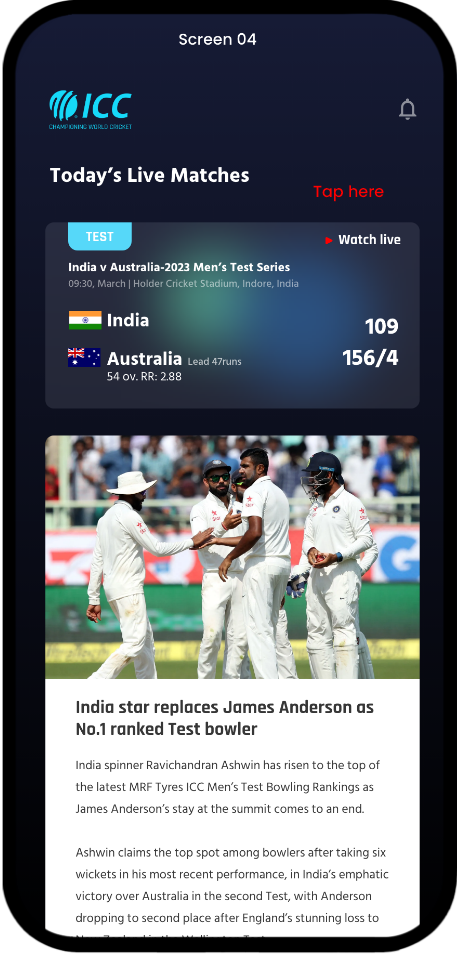 Screen 04
ICC
CHAMPIONING WORLD CRICKET
Today's Live Matches
Tap here
TEST
Watch live
India v Australia-2023 Men's Test Series
09:30, March | Holder Cricket Stadium, Indore, India
India
109
Australia Lead 47runs
156/4
54 ov. RR: 2.88
India star replaces James Anderson as
No.1 ranked Test bowler
India spinner Ravichandran Ashwin has risen to the top of
the latest MRF Tyres ICC Men's Test Bowling Rankings as
James Anderson's stay at the summit comes to an end.
Ashwin claims the top spot among bowlers after taking six
wickets in his most recent performance, in India's emphatic
victory over Australia in the second Test, with Anderson
dropping to second place after England's stunning loss to